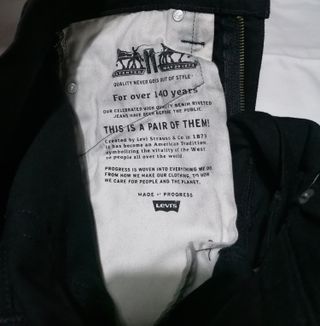 QUALITY NEVER GOES OUT OF STYLE®
For over 140 years
OUR CELEBRATED HIGH QUALITY DENIM RIVETED
JEANS HAVE BEEN BEFORE THE PUBLIC.
THIS IS A PAIR OF THEM!
Created by Levi Strauss & Co in 1873
it has become an American Tradition,
symbolizing the vitality of the West
to people all over the world.
PROGRESS IS WOVEN INTO EVERYTHING WE DO
FROM HOW WE MAKE OUR CLOTHING, TO HOW
WE CARE FOR PEOPLE AND THE PLANET.
MADE OF PROGRESS
LEVI'S